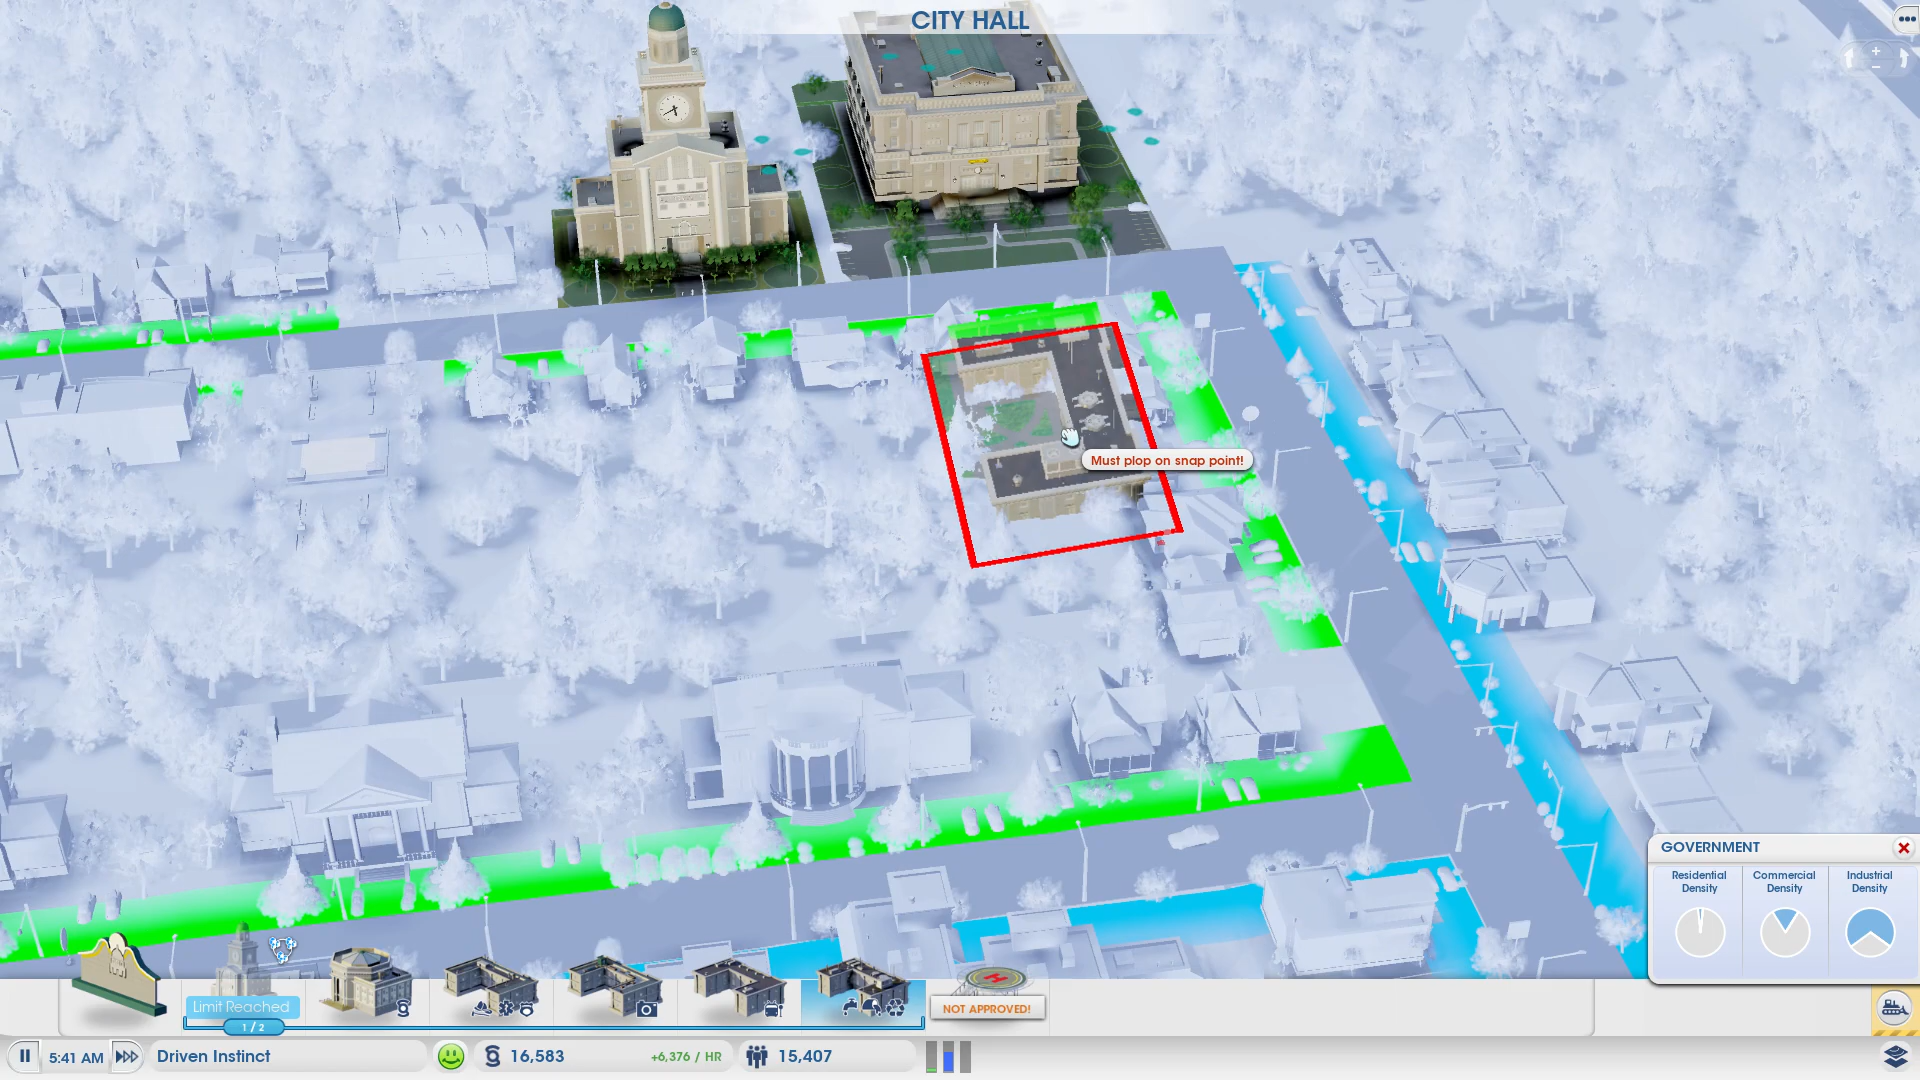 CITY HALL
Must plop on snap point!
GOVERNMENT
Residential
Density
Commercial
Density
Industrial
Density
Limit Reached
1 / 2
NOT APPROVED!
5:41 AM
Driven Instinct
16,583
+6,376 / HR
15,407